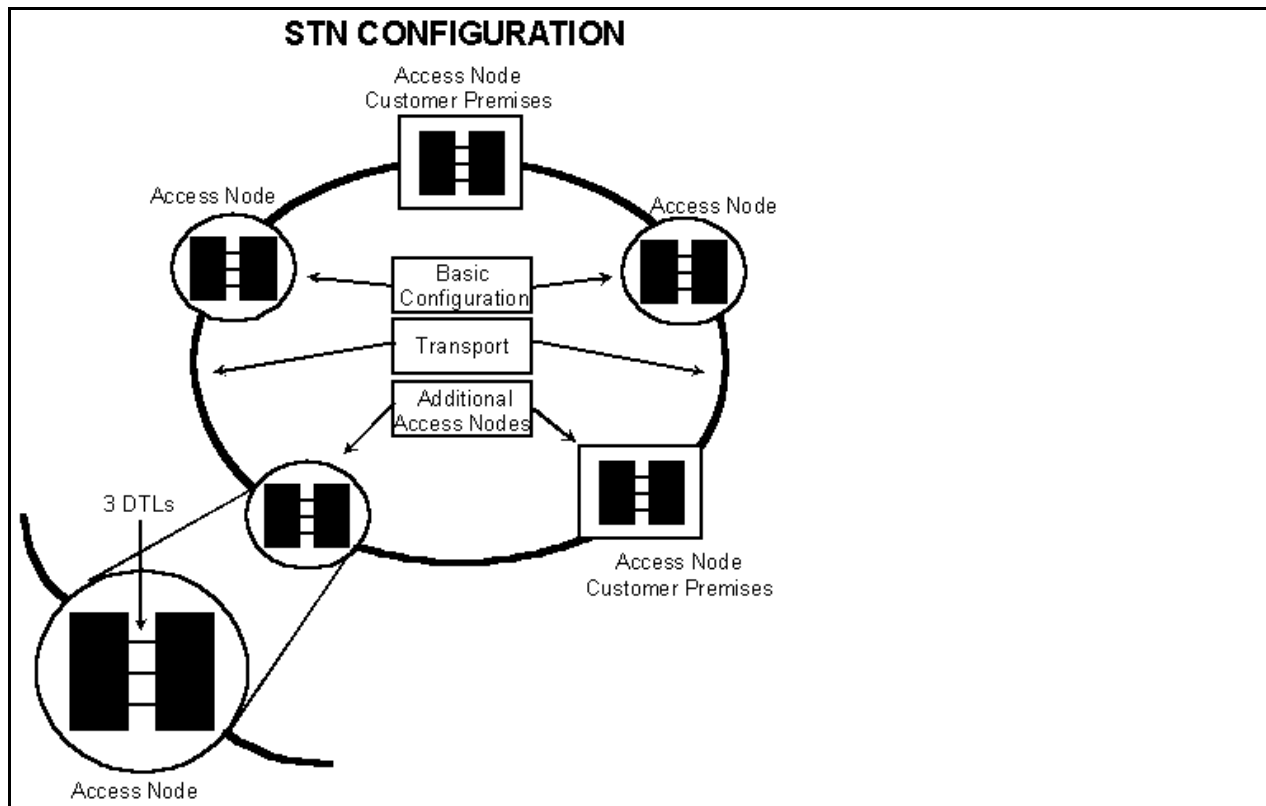 STN CONFIGURATION
Access Node
Customer Premises
Access Node
Access Node
Basic
Configuration
Transport
Additional
Access Nodes
3 DTLs
Access Node
Customer Premises
Access Node